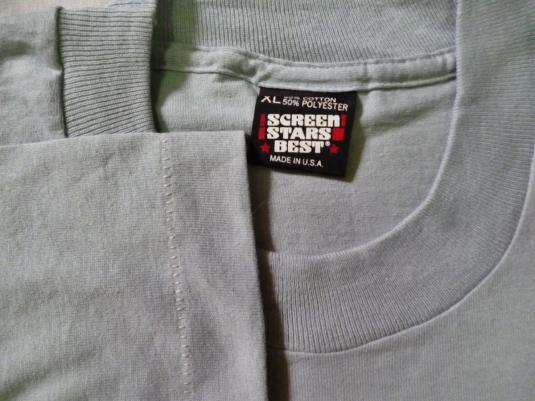 XL 50% COTTON
50% POLYESTER
SCREEN
STARS
BEST®
MADE IN U.S.A.